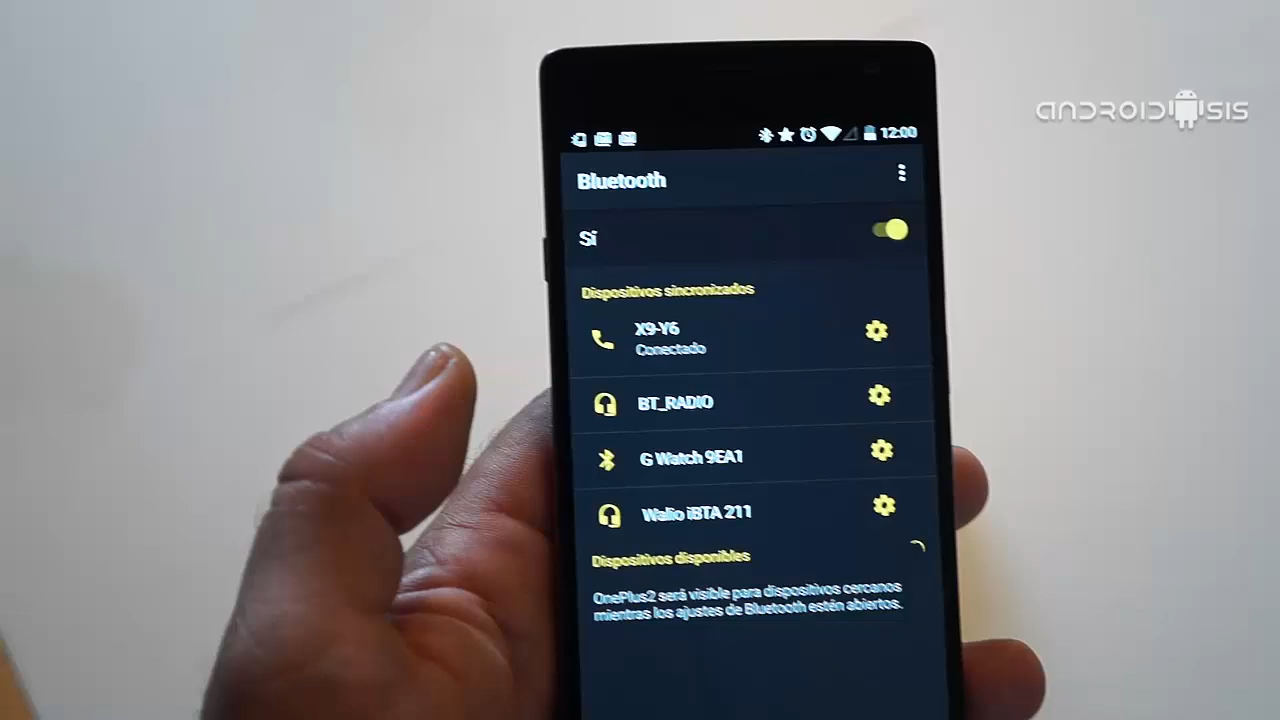 ANDROIDSIS
12:00
Bluetooth
Sí
Dispositivos sincronizados
X9-Y6
Conectado
BT_RADIO
G Watch 9EA1
Walio iBTA 211
Dispositivos disponibles
OnePlus2 será visible para dispositivos cercanos
mientras los ajustes de Bluetooth estén abiertos.